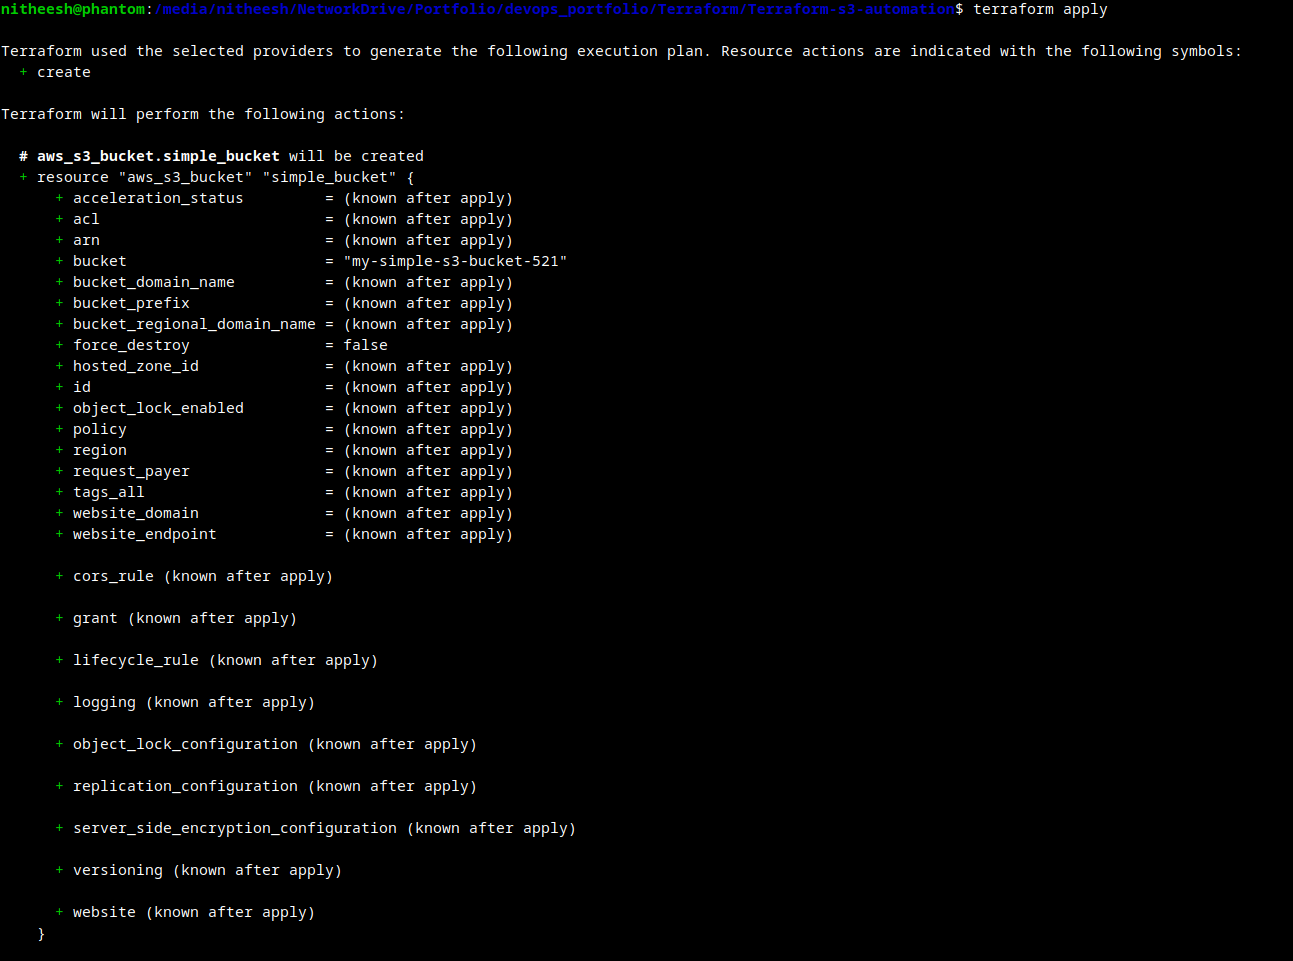 nitheesh@phantom:/media/nitheesh/NetworkDrive/Portfolio/devops_portfolio/Terraform/Terraform-s3-automation$ terraform apply
Terraform used the selected providers to generate the following execution plan. Resource actions are indicated with the following symbols:
+ create
Terraform will perform the following actions:
# aws_s3_bucket.simple_bucket will be created
+ resource "aws_s3_bucket" "simple_bucket" {
+ acceleration_status = (known after apply)
+ acl = (known after apply)
+ arn = (known after apply)
+ bucket = "my-simple-s3-bucket-521"
+ bucket_domain_name = (known after apply)
+ bucket_prefix = (known after apply)
+ bucket_regional_domain_name = (known after apply)
+ force_destroy = false
+ hosted_zone_id = (known after apply)
+ id = (known after apply)
+ object_lock_enabled = (known after apply)
+ policy = (known after apply)
+ region = (known after apply)
+ request_payer = (known after apply)
+ tags_all = (known after apply)
+ website_domain = (known after apply)
+ website_endpoint = (known after apply)
+ cors_rule (known after apply)
+ grant (known after apply)
+ lifecycle_rule (known after apply)
+ logging (known after apply)
+ object_lock_configuration (known after apply)
+ replication_configuration (known after apply)
+ server_side_encryption_configuration (known after apply)
+ versioning (known after apply)
+ website (known after apply)
}